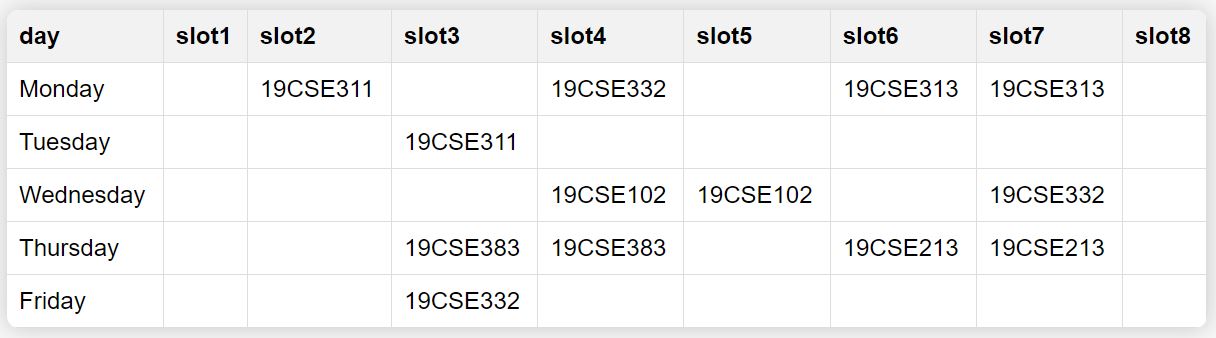 day slot1 slot2 slot3 slot4 slot5 slot6 slot7 slot8
Monday 19CSE311 19CSE332 19CSE313 19CSE313
Tuesday 19CSE311
Wednesday 19CSE102 19CSE102 19CSE332
Thursday 19CSE383 19CSE383 19CSE213 19CSE213
Friday 19CSE332